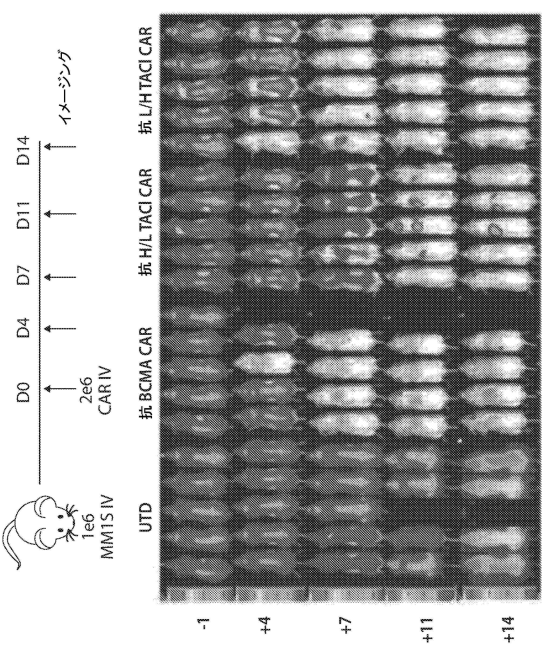 1e6
MM1S IV
D0
D4
D7
D11
D14
2e6
CAR IV
イメージング
UTD
抗 BCMA CAR
抗 H/L TACI CAR
抗 L/H TACI CAR
-1
+4
+7
+11
+14